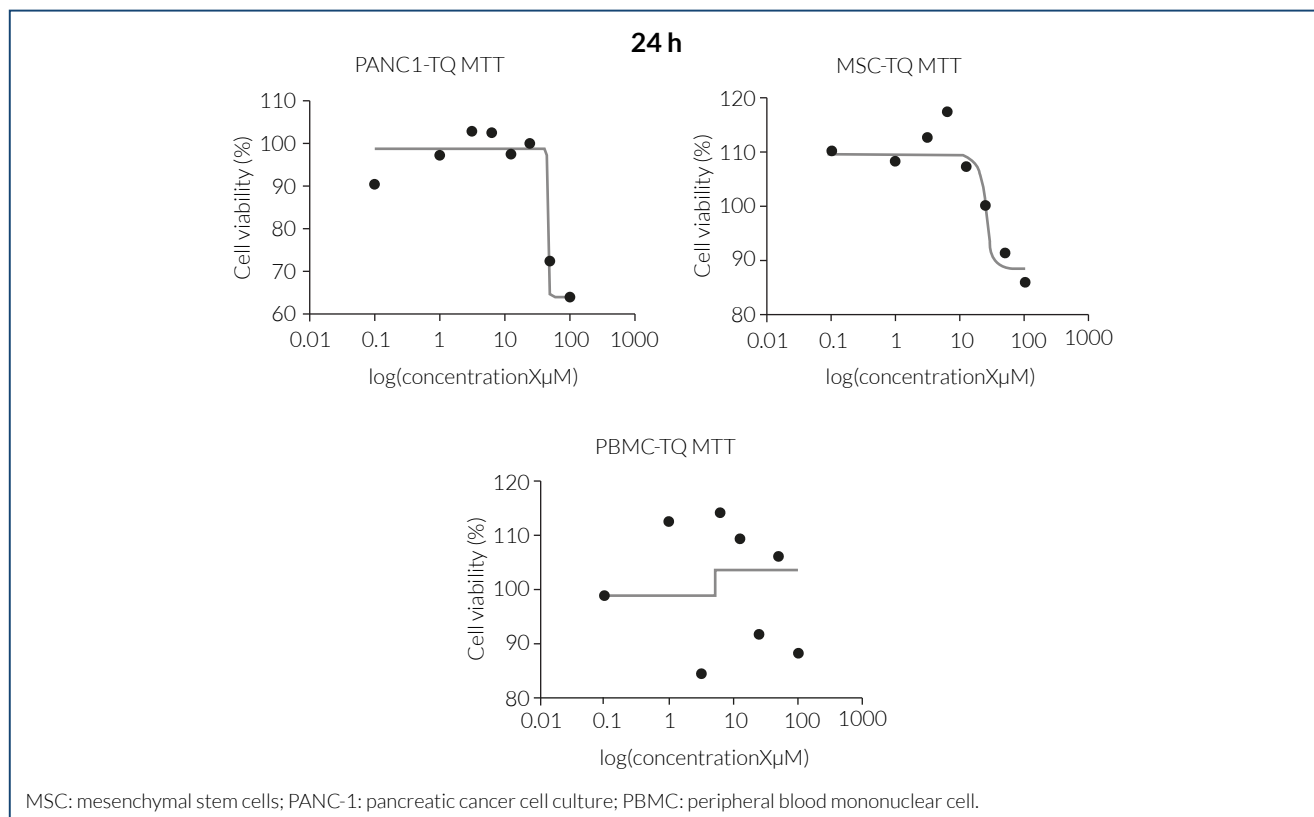 24 h
PANC1-TQ MTT
Cell viability (%)
110
100
90
80
70
60
0.01 0.1 1 10 100 1000
log(concentrationXµM)
MSC-TQ MTT
Cell viability (%)
120
110
100
90
80
0.01 0.1 1 10 100 1000
log(concentrationXµM)
PBMC-TQ MTT
Cell viability (%)
120
110
100
90
80
0.01 0.1 1 10 100 1000
log(concentrationXµM)
MSC: mesenchymal stem cells; PANC-1: pancreatic cancer cell culture; PBMC: peripheral blood mononuclear cell.